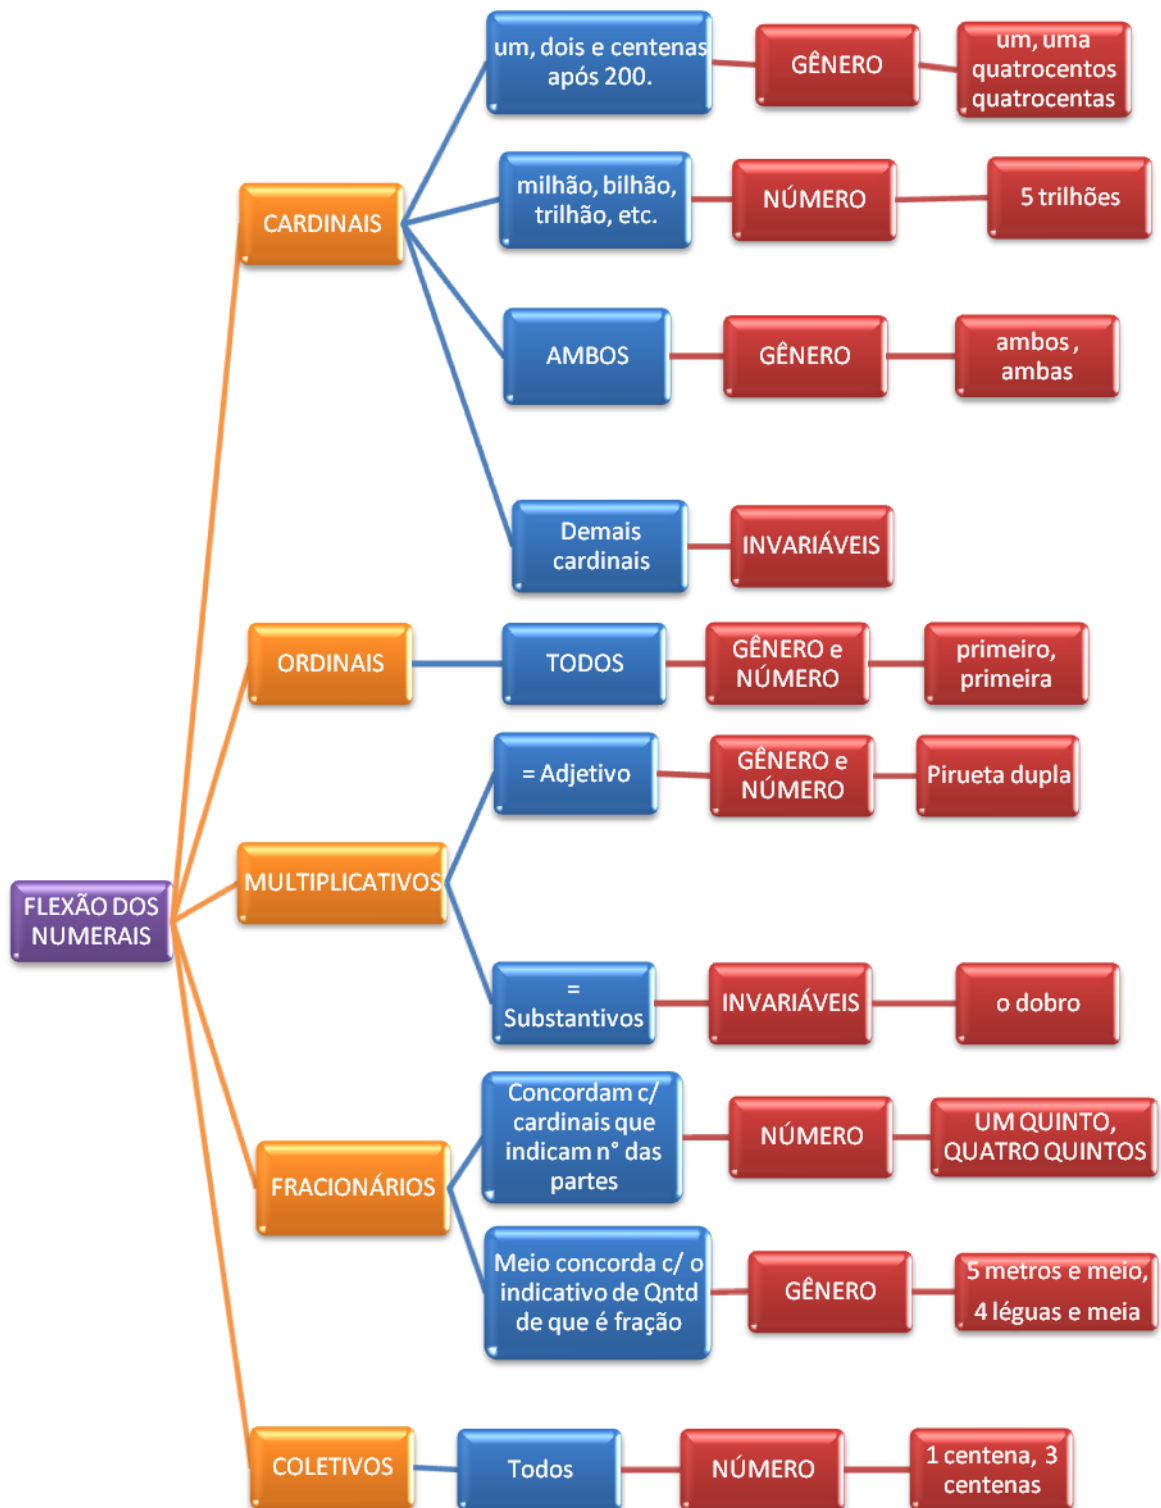 FLEXÃO DOS
NUMERAIS
CARDINAIS
um, dois e centenas
após 200.
GÊNERO
um, uma
quatrocentos
quatrocentas
milhão, bilhão,
trilhão, etc.
NÚMERO
5 trilhões
AMBOS
GÊNERO
ambos ,
ambas
Demais
cardinais
INVARIÁVEIS
ORDINAIS
TODOS
GÊNERO e
NÚMERO
primeiro,
primeira
MULTIPLICATIVOS
= Adjetivo
GÊNERO e
NÚMERO
Pirueta dupla
=
Substantivos
INVARIÁVEIS
o dobro
FRACIONÁRIOS
Concordam c/
cardinais que
indicam n° das
partes
NÚMERO
UM QUINTO,
QUATRO QUINTOS
Meio concorda c/ o
indicativo de Qntd
de que é fração
GÊNERO
5 metros e meio,
4 léguas e meia
COLETIVOS
Todos
NÚMERO
1 centena, 3
centenas